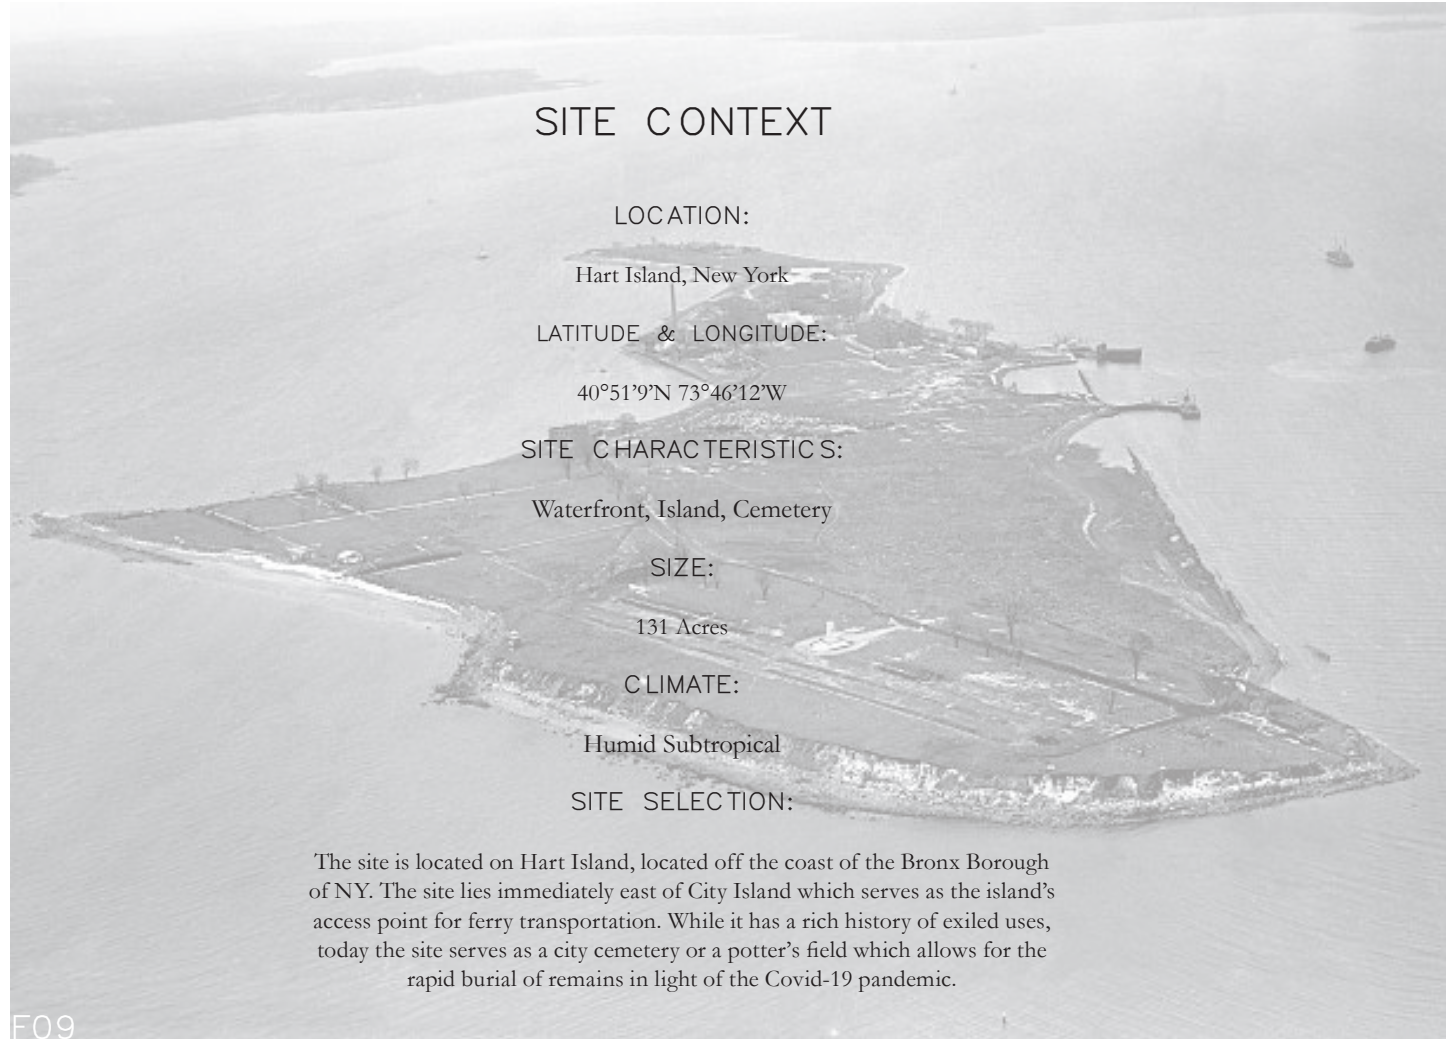 SITE CONTEXT
LOCATION:
Hart Island, New York
LATITUDE & LONGITUDE:
40°51’9’N 73°46’12’W
SITE CHARACTERISTICS:
Waterfront, Island, Cemetery
SIZE:
131 Acres
CLIMATE:
Humid Subtropical
SITE SELECTION:
The site is located on Hart Island, located off the coast of the Bronx Borough
of NY. The site lies immediately east of City Island which serves as the island’s
access point for ferry transportation. While it has a rich history of exiled uses,
today the site serves as a city cemetery or a potter’s field which allows for the
rapid burial of remains in light of the Covid-19 pandemic.
F09